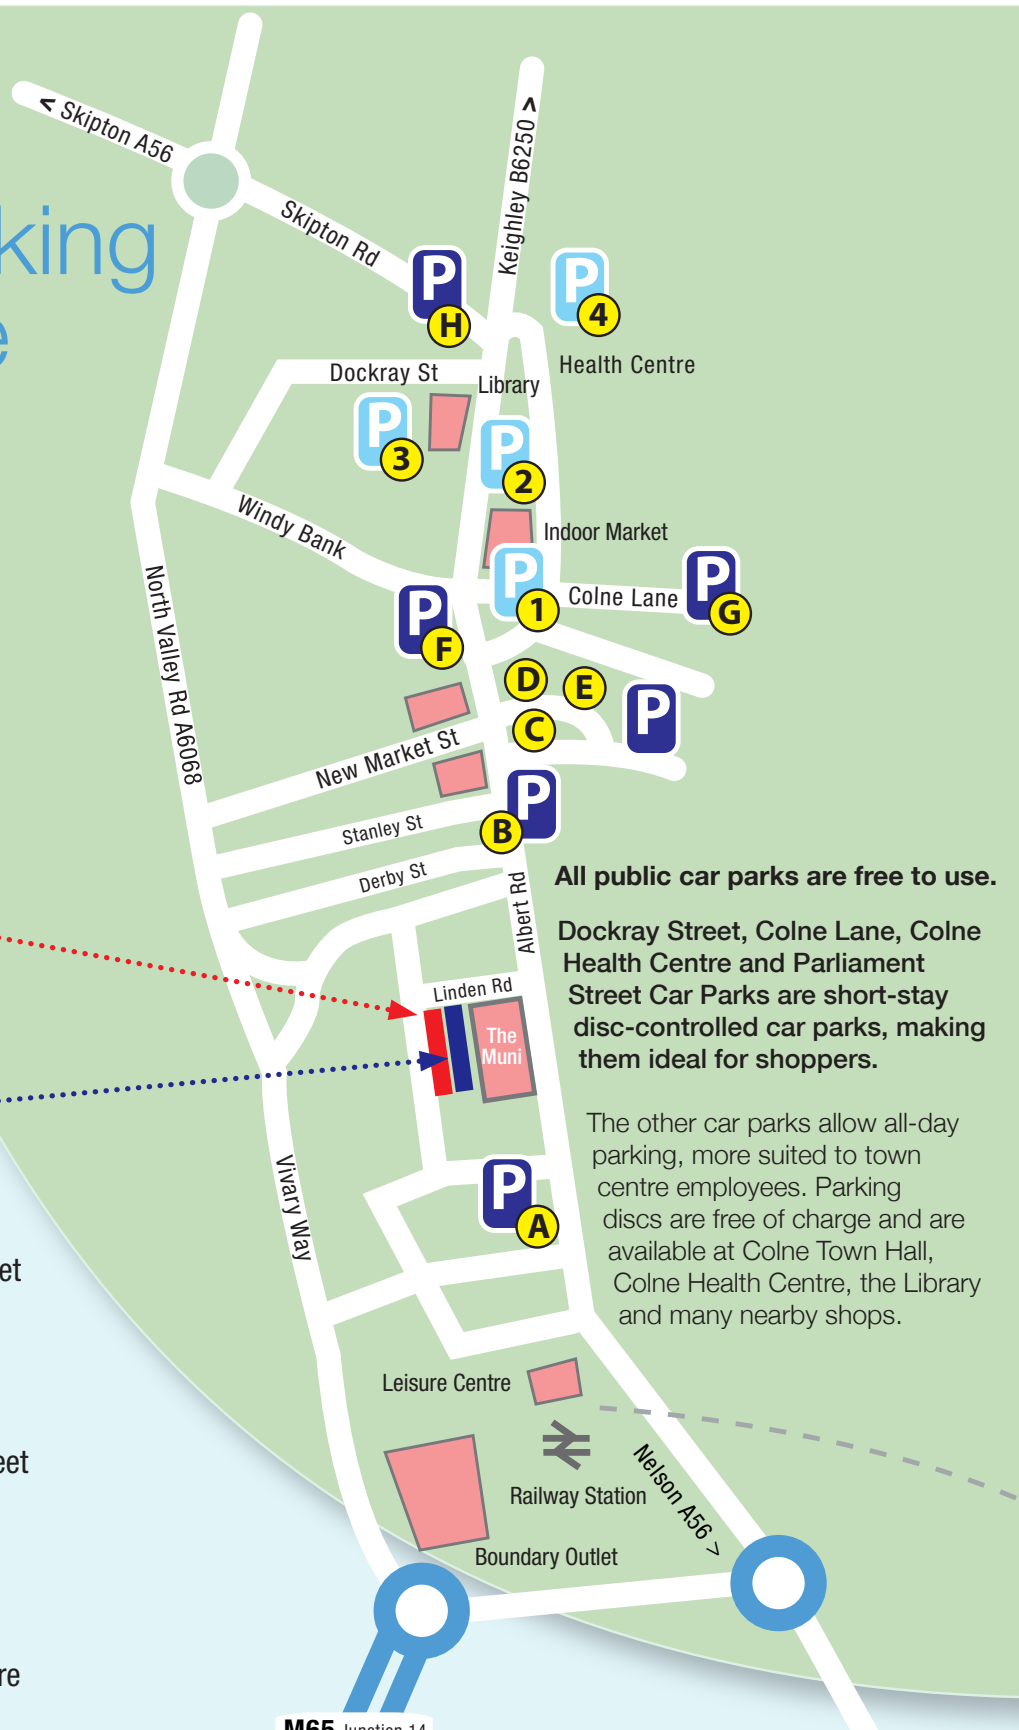 < Skipton A56
Keighley B6250 >
king
e
Skipton Rd
P
H
P
4
Health Centre
Dockray St
Library
P
3
P
2
Windy Bank
Indoor Market
P
1
Colne Lane
P
G
P
F
North Valley Rd A6068
D
E
C
P
New Market St
P
B
Stanley St
Derby St
Albert Rd
All public car parks are free to use.
Dockray Street, Colne Lane, Colne
Health Centre and Parliament
Street Car Parks are short-stay
disc-controlled car parks, making
them ideal for shoppers.
Linden Rd
The
Muni
The other car parks allow all-day
parking, more suited to town
centre employees. Parking
discs are free of charge and are
available at Colne Town Hall,
Colne Health Centre, the Library
and many nearby shops.
Vivary Way
P
A
et
Leisure Centre
eet
Railway Station
Nelson A56 >
Boundary Outlet
re
M65 Junction 14